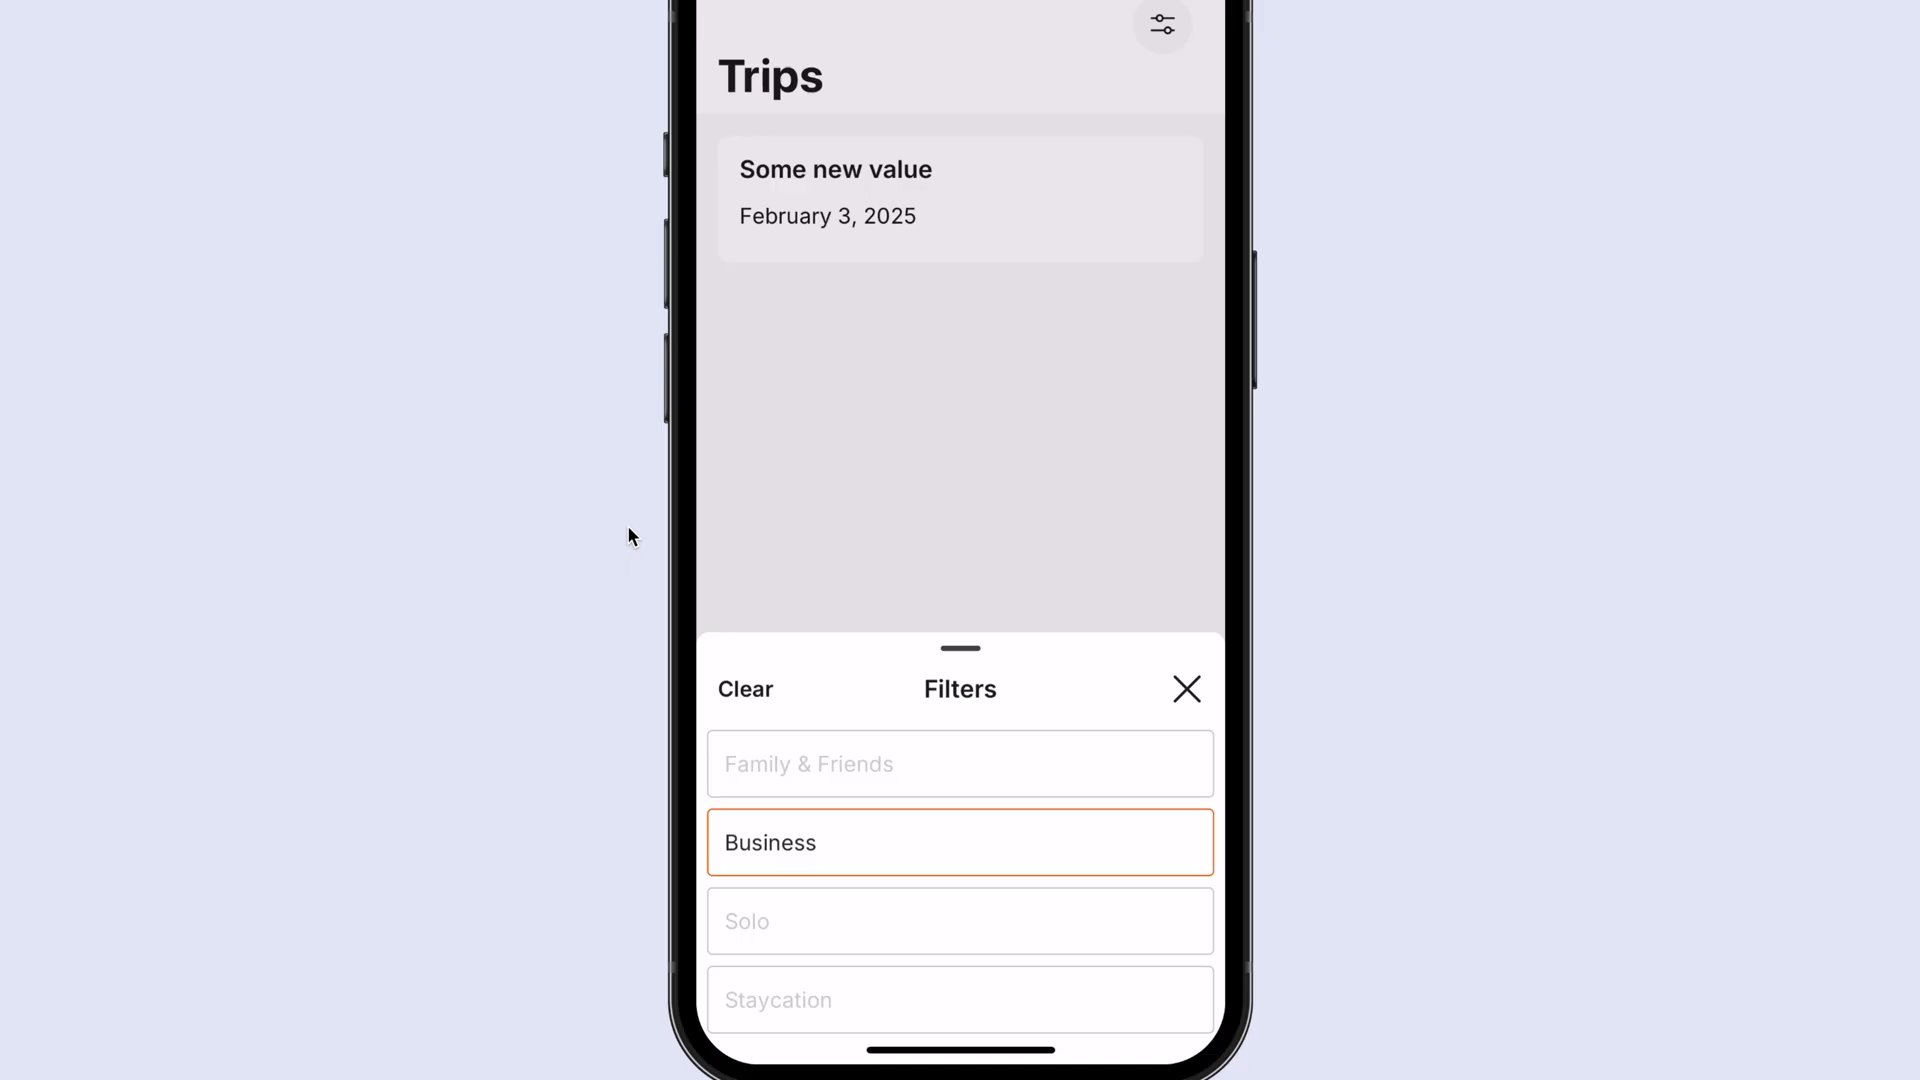 Trips
Some new value
February 3, 2025
Clear
Filters
Family & Friends
Business
Solo
Staycation